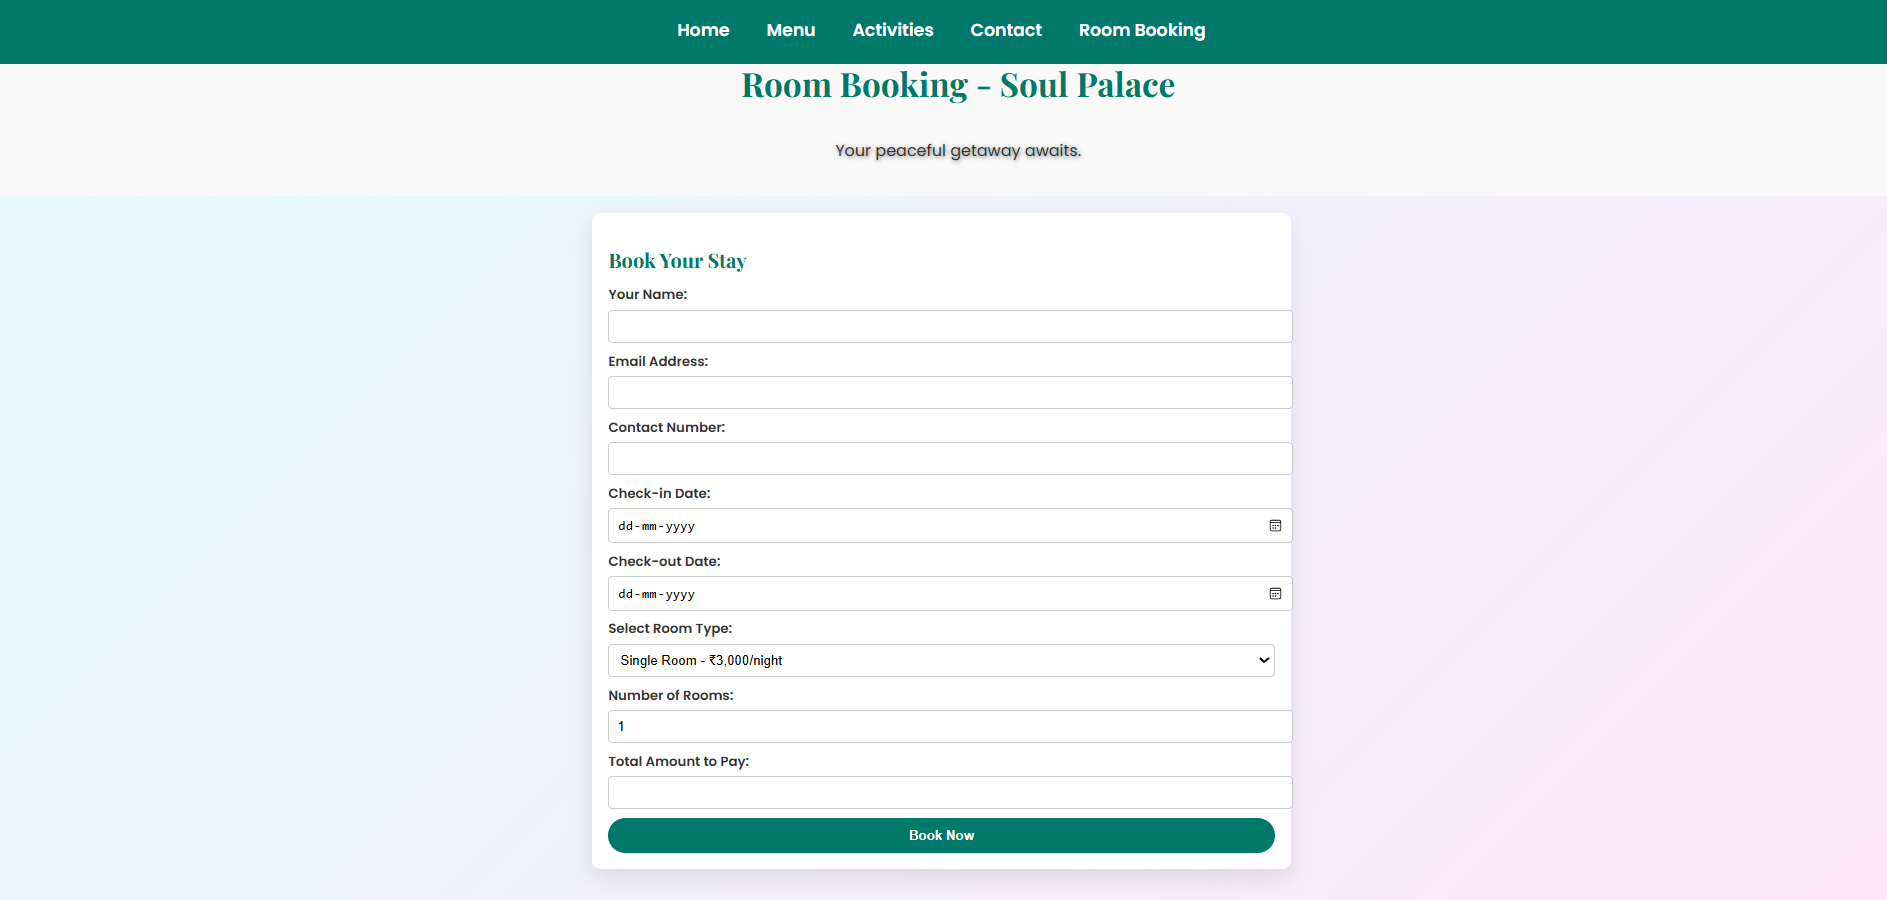 Home Menu Activities Contact Room Booking
Room Booking - Soul Palace
Your peaceful getaway awaits.
Book Your Stay
Your Name:
Email Address:
Contact Number:
Check-in Date:
dd-mm-yyyy
Check-out Date:
dd-mm-yyyy
Select Room Type:
Single Room - ₹3,000/night
Number of Rooms:
1
Total Amount to Pay:
Book Now